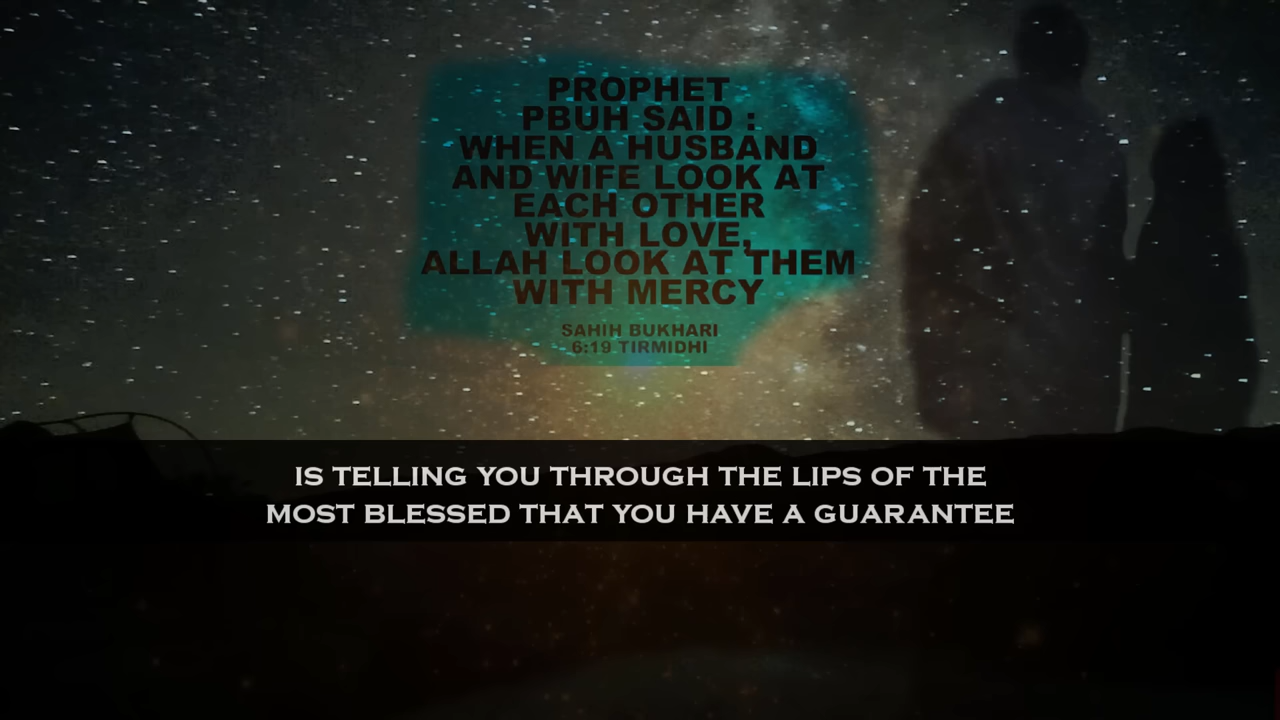 PROPHET
PBUH SAID :
WHEN A HUSBAND
AND WIFE LOOK AT
EACH OTHER
WITH LOVE,
ALLAH LOOK AT THEM
WITH MERCY
SAHIH BUKHARI
6:19 TIRMIDHI
IS TELLING YOU THROUGH THE LIPS OF THE
MOST BLESSED THAT YOU HAVE A GUARANTEE